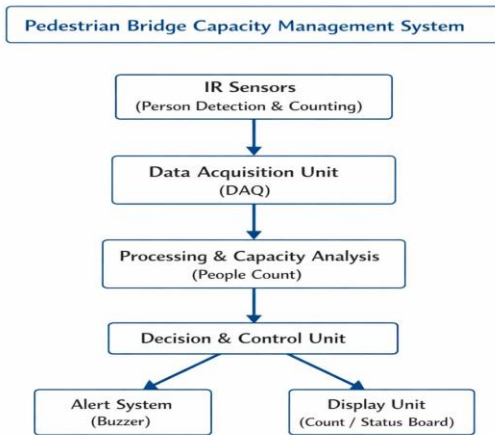 Pedestrian Bridge Capacity Management System
IR Sensors
(Person Detection & Counting)
Data Acquisition Unit
(DAQ)
Processing & Capacity Analysis
(People Count)
Decision & Control Unit
Alert System
(Buzzer)
Display Unit
(Count / Status Board)